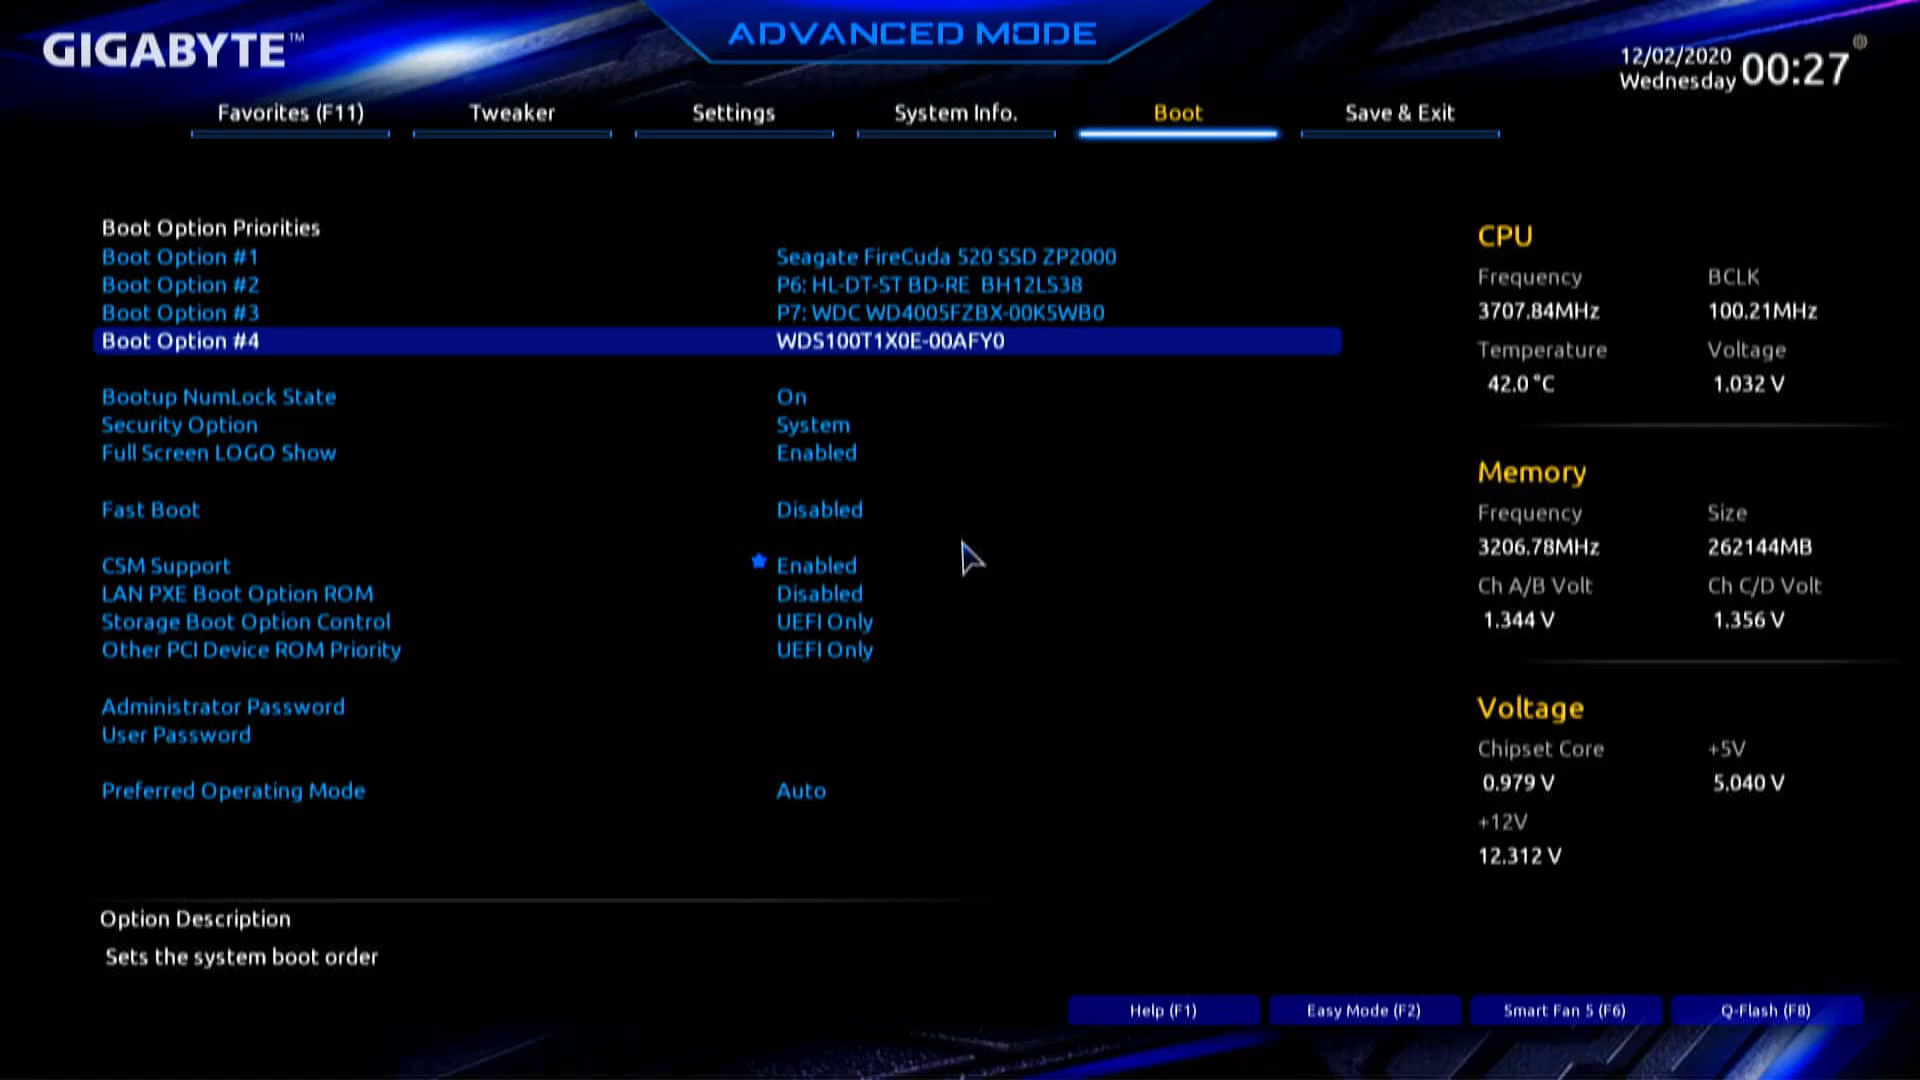 GIGABYTE™
ADVANCED MODE
12/02/2020
Wednesday
00:27
Favorites (F11) Tweaker Settings System Info. Boot Save & Exit
Boot Option Priorities
Boot Option #1 Seagate FireCuda 520 SSD ZP2000
Boot Option #2 P6: HL-DT-ST BD-RE BH12LS38
Boot Option #3 P7: WDC WD4005FZBX-00K5WB0
Boot Option #4 WDS100T1X0E-00AFY0
Bootup NumLock State On
Security Option System
Full Screen LOGO Show Enabled
Fast Boot Disabled
CSM Support Enabled
LAN PXE Boot Option ROM Disabled
Storage Boot Option Control UEFI Only
Other PCI Device ROM Priority UEFI Only
Administrator Password
User Password
Preferred Operating Mode Auto
CPU
Frequency BCLK
3707.84MHz 100.21MHz
Temperature Voltage
42.0 °C 1.032 V
Memory
Frequency Size
3206.78MHz 262144MB
Ch A/B Volt Ch C/D Volt
1.344 V 1.356 V
Voltage
Chipset Core +5V
0.979 V 5.040 V
+12V
12.312 V
Option Description
Sets the system boot order
Help (F1) Easy Mode (F2) Smart Fan 5 (F6) Q-Flash (F8)